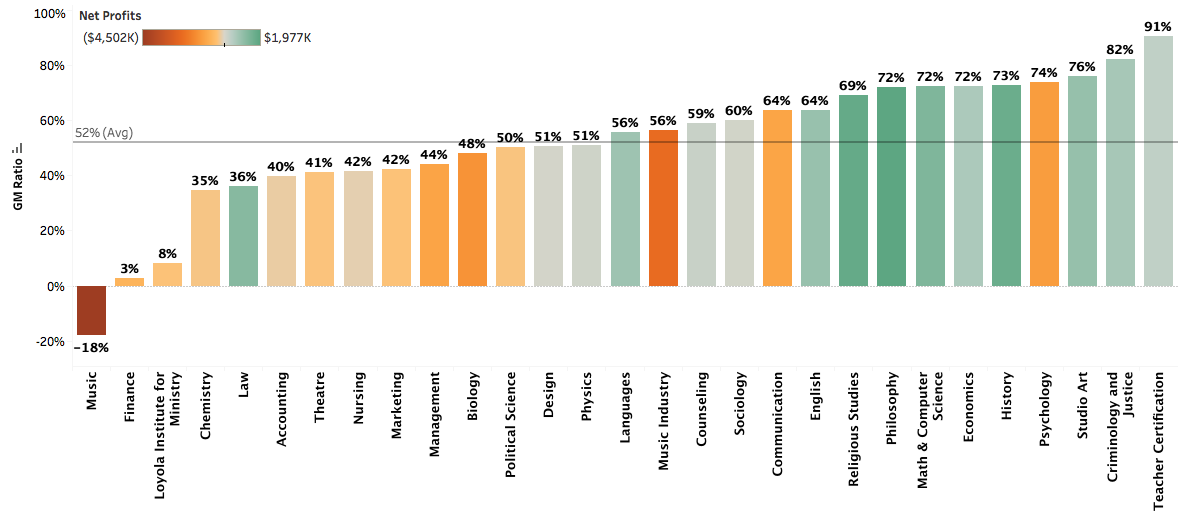 Net Profits
($4,502K)
$1,977K
100%
80%
60%
40%
20%
0%
-20%
GM Ratio
52% (Avg)
−18%
3%
8%
35%
36%
40%
41%
42%
42%
44%
48%
50%
51%
51%
56%
56%
59%
60%
64%
64%
69%
72%
72%
72%
73%
74%
76%
82%
91%
Music
Finance
Loyola Institute for
Ministry
Chemistry
Law
Accounting
Theatre
Nursing
Marketing
Management
Biology
Political Science
Design
Physics
Languages
Music Industry
Counseling
Sociology
Communication
English
Religious Studies
Philosophy
Math & Computer
Science
Economics
History
Psychology
Studio Art
Criminology and
Justice
Teacher Certification